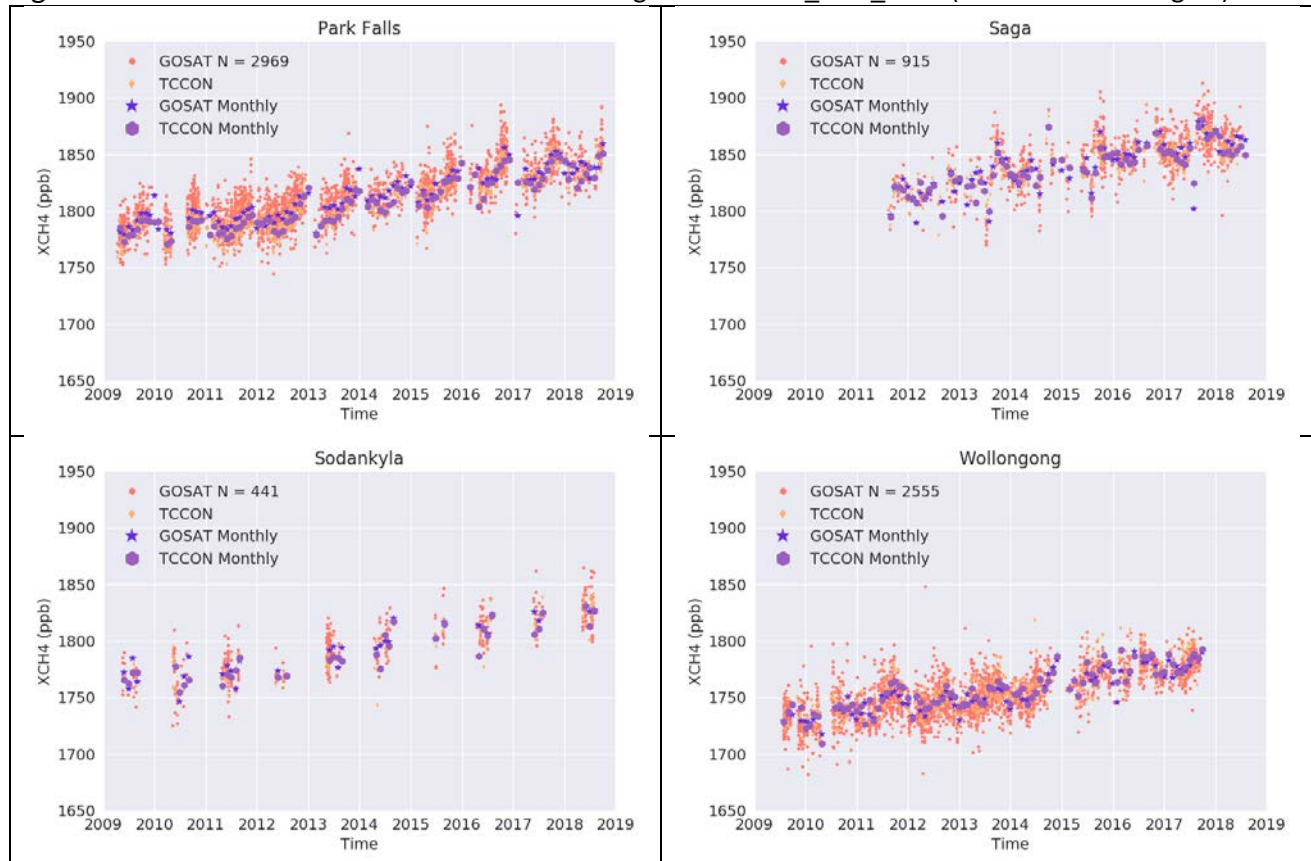 Park Falls
GOSAT N = 2969
TCCON
GOSAT Monthly
TCCON Monthly
XCH4 (ppb)
1950
1900
1850
1800
1750
1700
1650
2009 2010 2011 2012 2013 2014 2015 2016 2017 2018 2019
Time
Saga
GOSAT N = 915
TCCON
GOSAT Monthly
TCCON Monthly
XCH4 (ppb)
1950
1900
1850
1800
1750
1700
1650
2009 2010 2011 2012 2013 2014 2015 2016 2017 2018 2019
Time
Sodankyla
GOSAT N = 441
TCCON
GOSAT Monthly
TCCON Monthly
XCH4 (ppb)
1950
1900
1850
1800
1750
1700
1650
2009 2010 2011 2012 2013 2014 2015 2016 2017 2018 2019
Time
Wollongong
GOSAT N = 2555
TCCON
GOSAT Monthly
TCCON Monthly
XCH4 (ppb)
1950
1900
1850
1800
1750
1700
1650
2009 2010 2011 2012 2013 2014 2015 2016 2017 2018 2019
Time